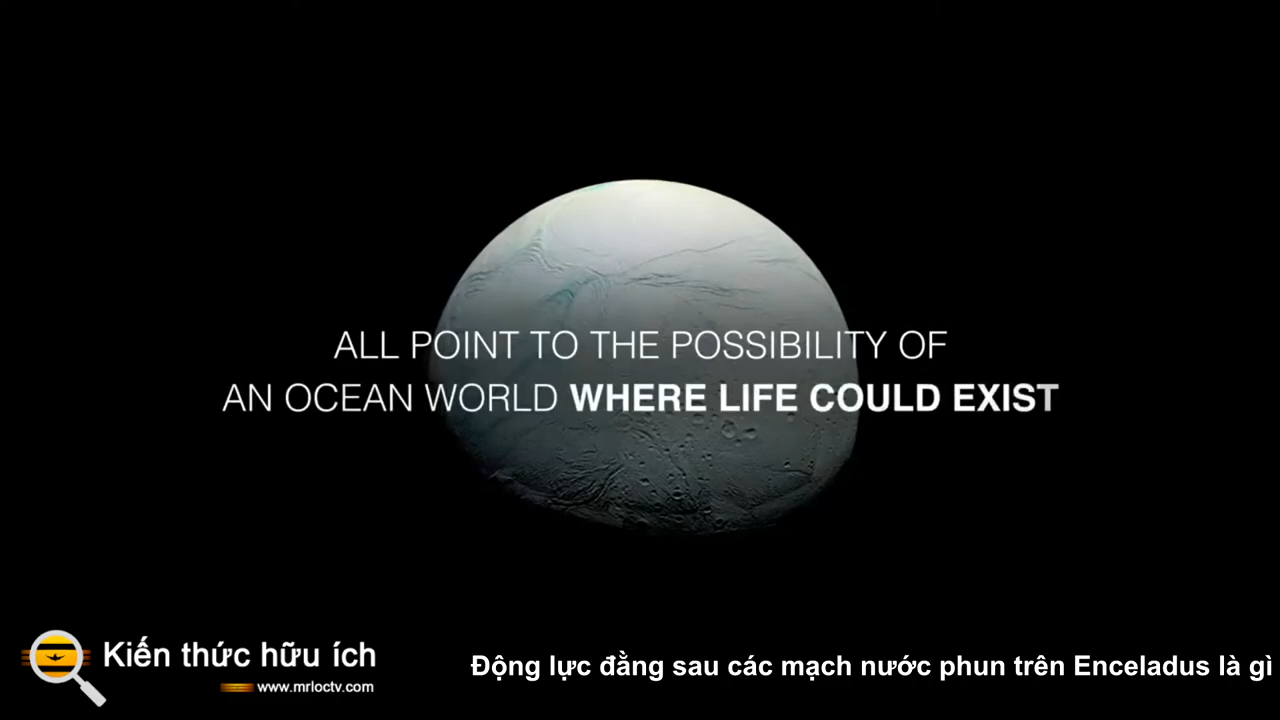 ALL POINT TO THE POSSIBILITY OF
AN OCEAN WORLD WHERE LIFE COULD EXIST
Kiến thức hữu ích
www.mrloctv.com
Động lực đằng sau các mạch nước phun trên Enceladus là gì